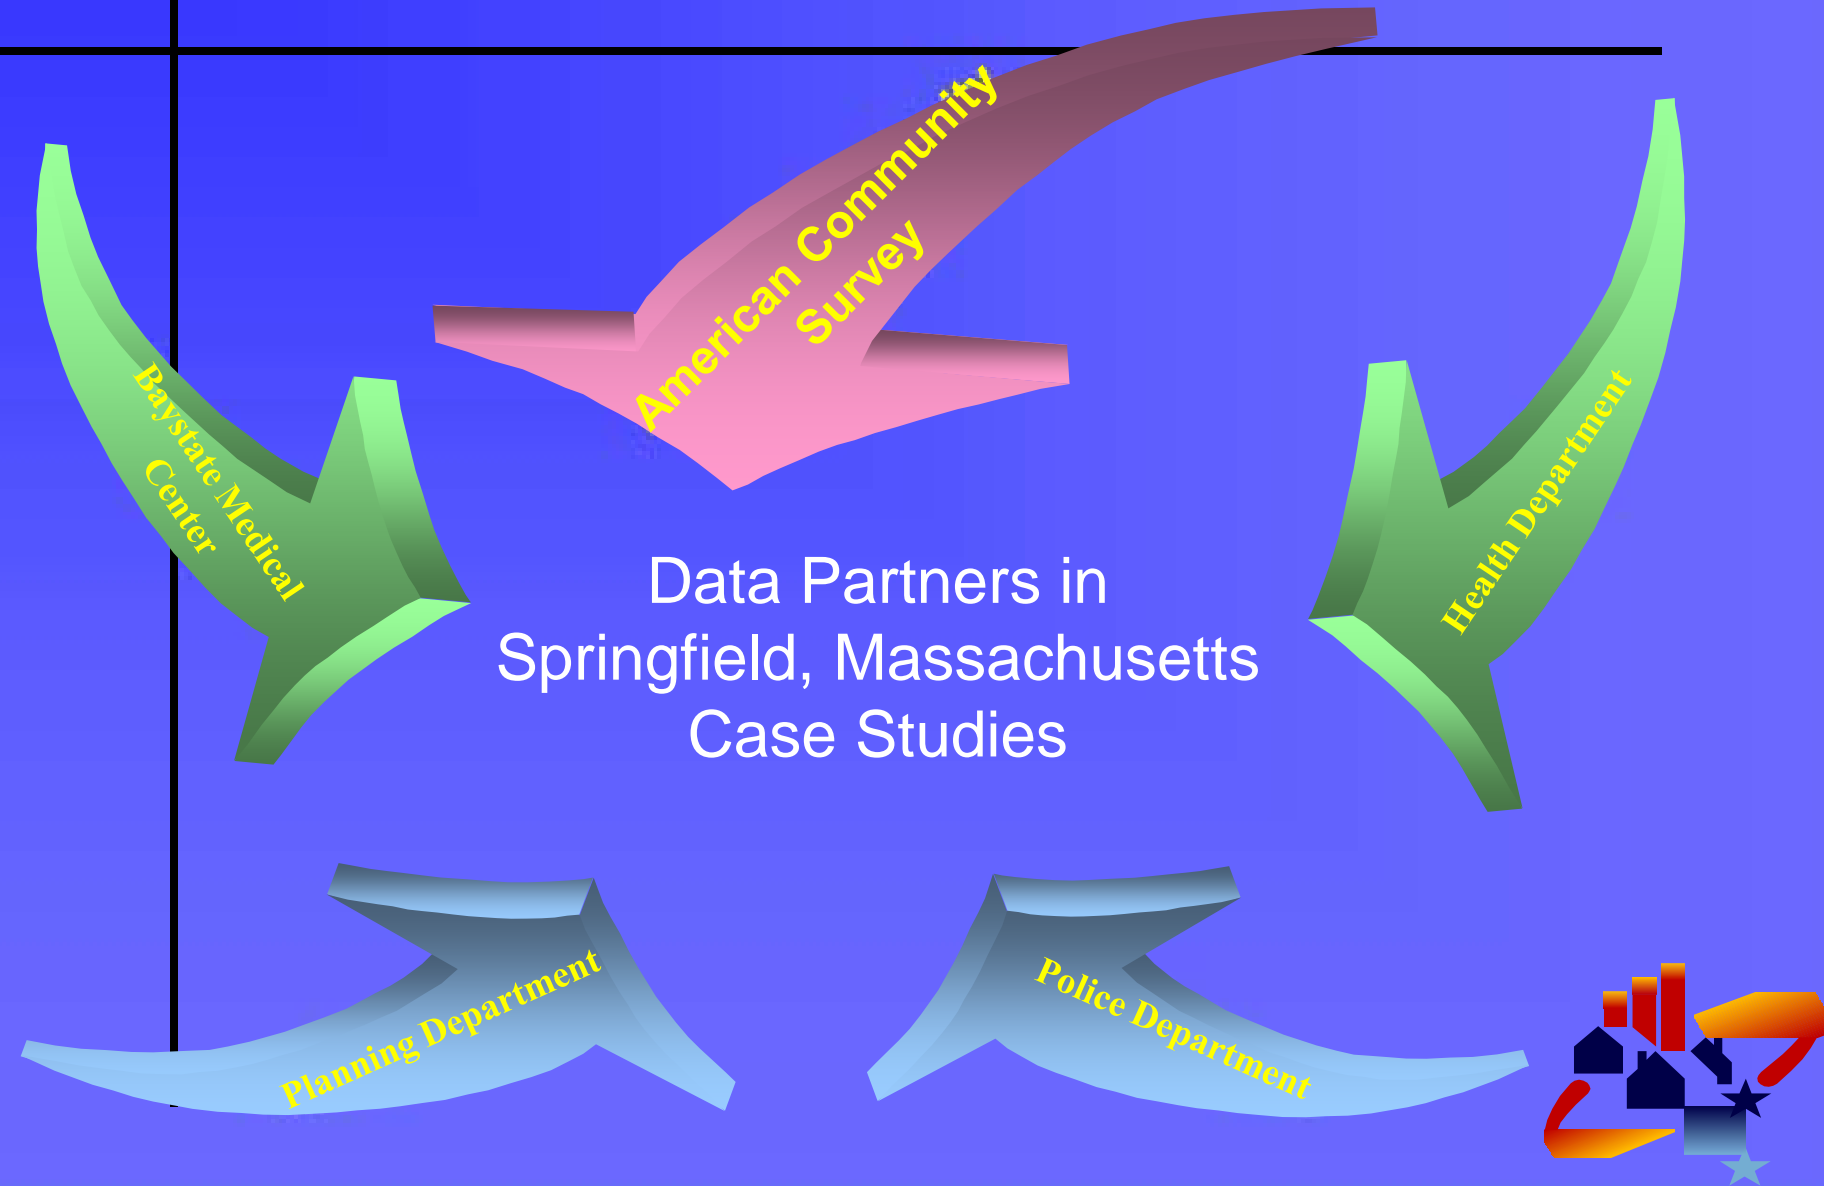 American Community
Survey
Baystate Medical
Center
Health Department
Data Partners in
Springfield, Massachusetts
Case Studies
Planning Department
Police Department